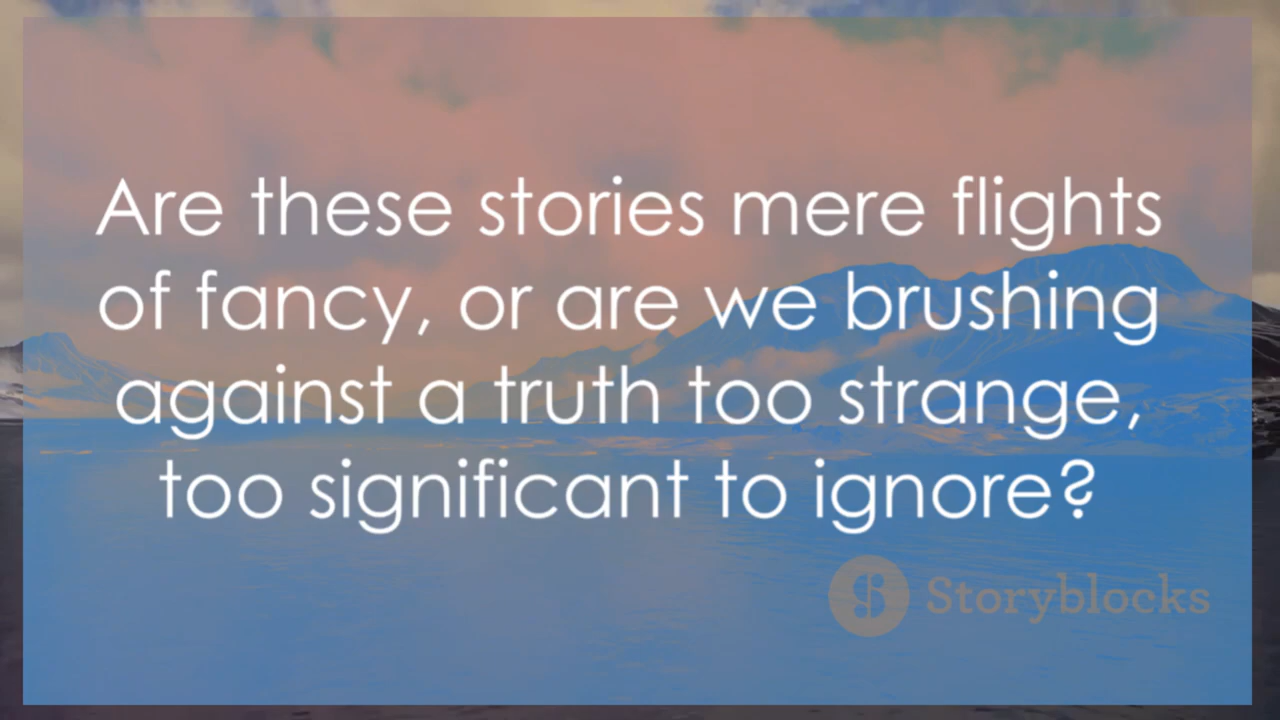 Are these stories mere flights
of fancy, or are we brushing
against a truth too strange,
too significant to ignore?
Storyblocks